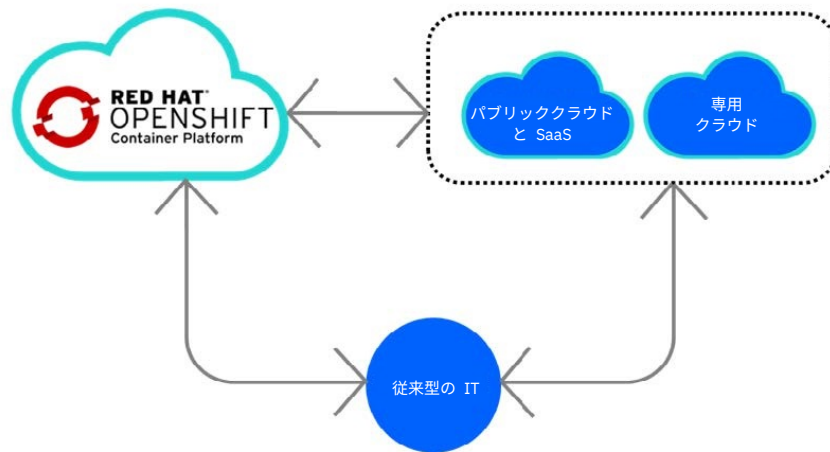 RED HAT®
OPENSHIFT
Container Platform
パブリッククラウド
と SaaS
専用
クラウド
従来型の IT